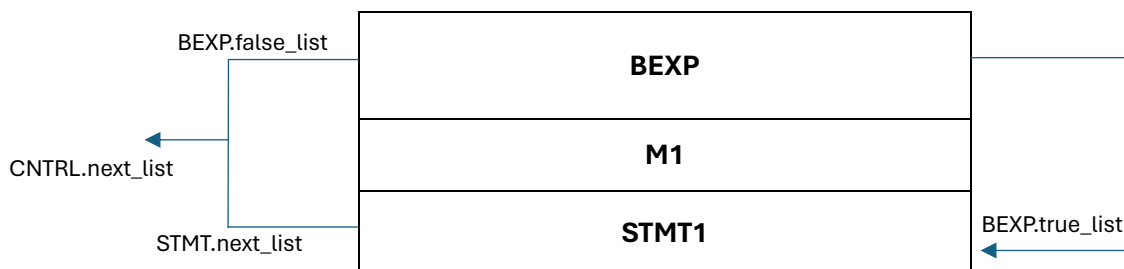 BEXP.false_list
BEXP
M1
CNTRL.next_list
STMT1
BEXP.true_list
STMT.next_list